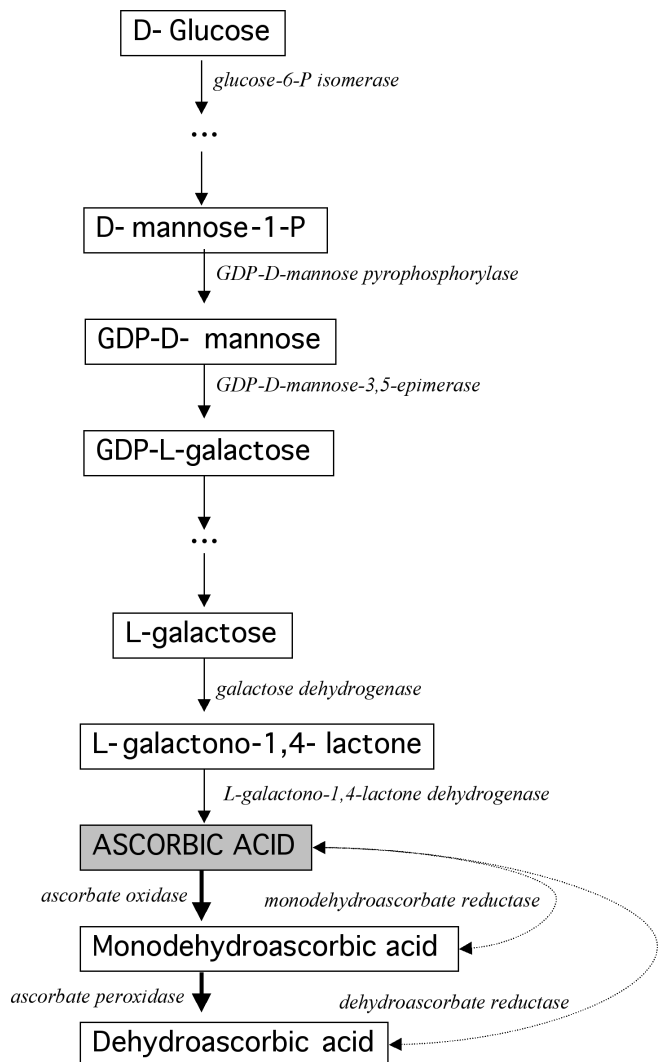 D- Glucose
glucose-6-P isomerase
...
D- mannose-1-P
GDP-D-mannose pyrophosphorylase
GDP-D- mannose
GDP-D-mannose-3,5-epimerase
GDP-L-galactose
...
L-galactose
galactose dehydrogenase
L- galactono-1,4- lactone
L-galactono-1,4-lactone dehydrogenase
ASCORBIC ACID
ascorbate oxidase
monodehydroascorbate reductase
Monodehydroascorbic acid
ascorbate peroxidase
dehydroascorbate reductase
Dehydroascorbic acid